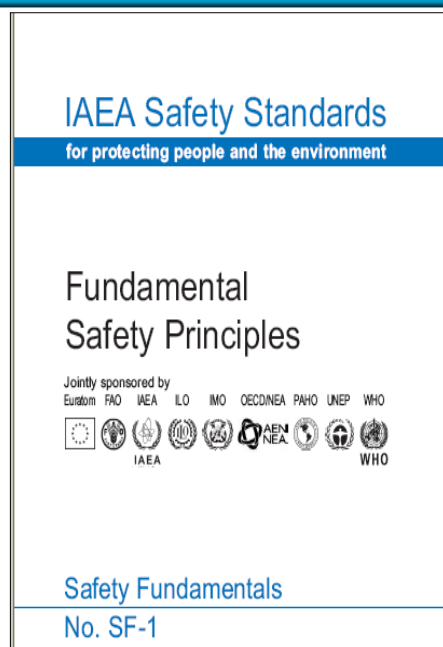 IAEA Safety Standards
for protecting people and the environment
Fundamental
Safety Principles
Jointly sponsored by
Euratom FAO IAEA ILO IMO OECD/NEA PAHO UNEP WHO
AEN
NEA
IAEA
WHO
Safety Fundamentals
No. SF-1